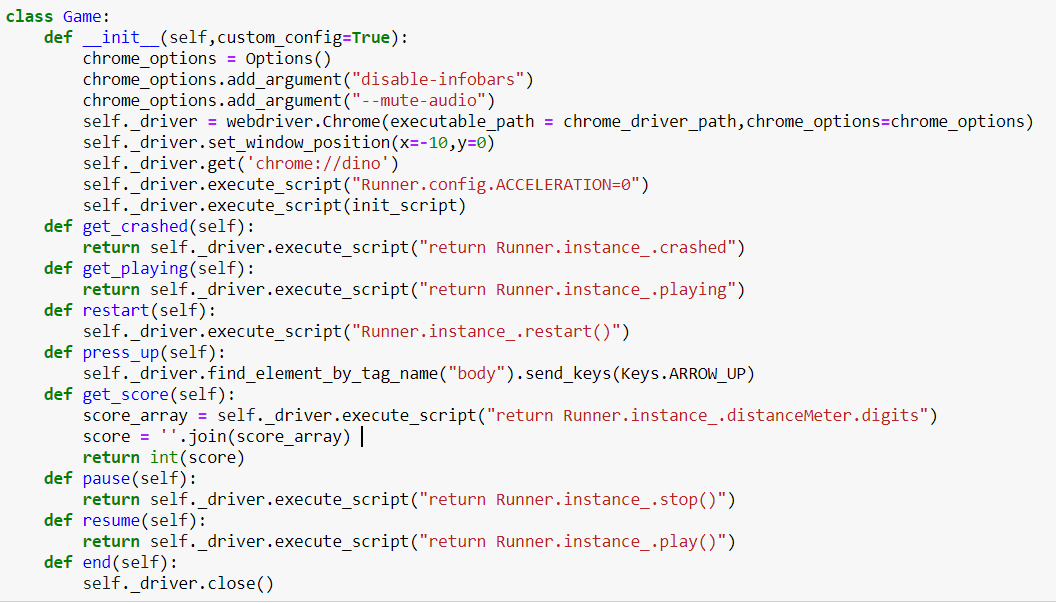 class Game:
    def __init__(self,custom_config=True):
        chrome_options = Options()
        chrome_options.add_argument("disable-infobars")
        chrome_options.add_argument("--mute-audio")
        self._driver = webdriver.Chrome(executable_path = chrome_driver_path,chrome_options=chrome_options)
        self._driver.set_window_position(x=-10,y=0)
        self._driver.get('chrome://dino')
        self._driver.execute_script("Runner.config.ACCELERATION=0")
        self._driver.execute_script(init_script)
    def get_crashed(self):
        return self._driver.execute_script("return Runner.instance_.crashed")
    def get_playing(self):
        return self._driver.execute_script("return Runner.instance_.playing")
    def restart(self):
        self._driver.execute_script("Runner.instance_.restart()")
    def press_up(self):
        self._driver.find_element_by_tag_name("body").send_keys(Keys.ARROW_UP)
    def get_score(self):
        score_array = self._driver.execute_script("return Runner.instance_.distanceMeter.digits")
        score = ''.join(score_array)
        return int(score)
    def pause(self):
        return self._driver.execute_script("return Runner.instance_.stop()")
    def resume(self):
        return self._driver.execute_script("return Runner.instance_.play()")
    def end(self):
        self._driver.close()